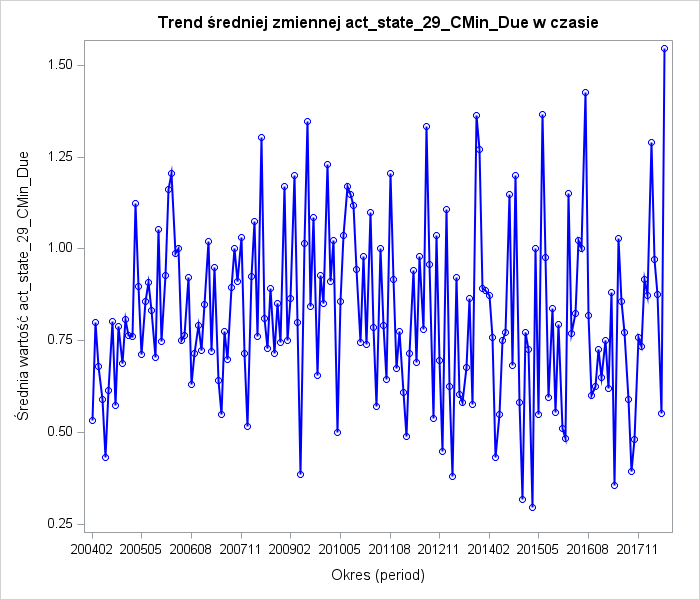 Trend średniej zmiennej act_state_29_CMin_Due w czasie
Średnia wartość act_state_29_CMin_Due
1.50
1.25
1.00
0.75
0.50
0.25
200402 200505 200608 200711 200902 201005 201108 201211 201402 201505 201608 201711
Okres (period)